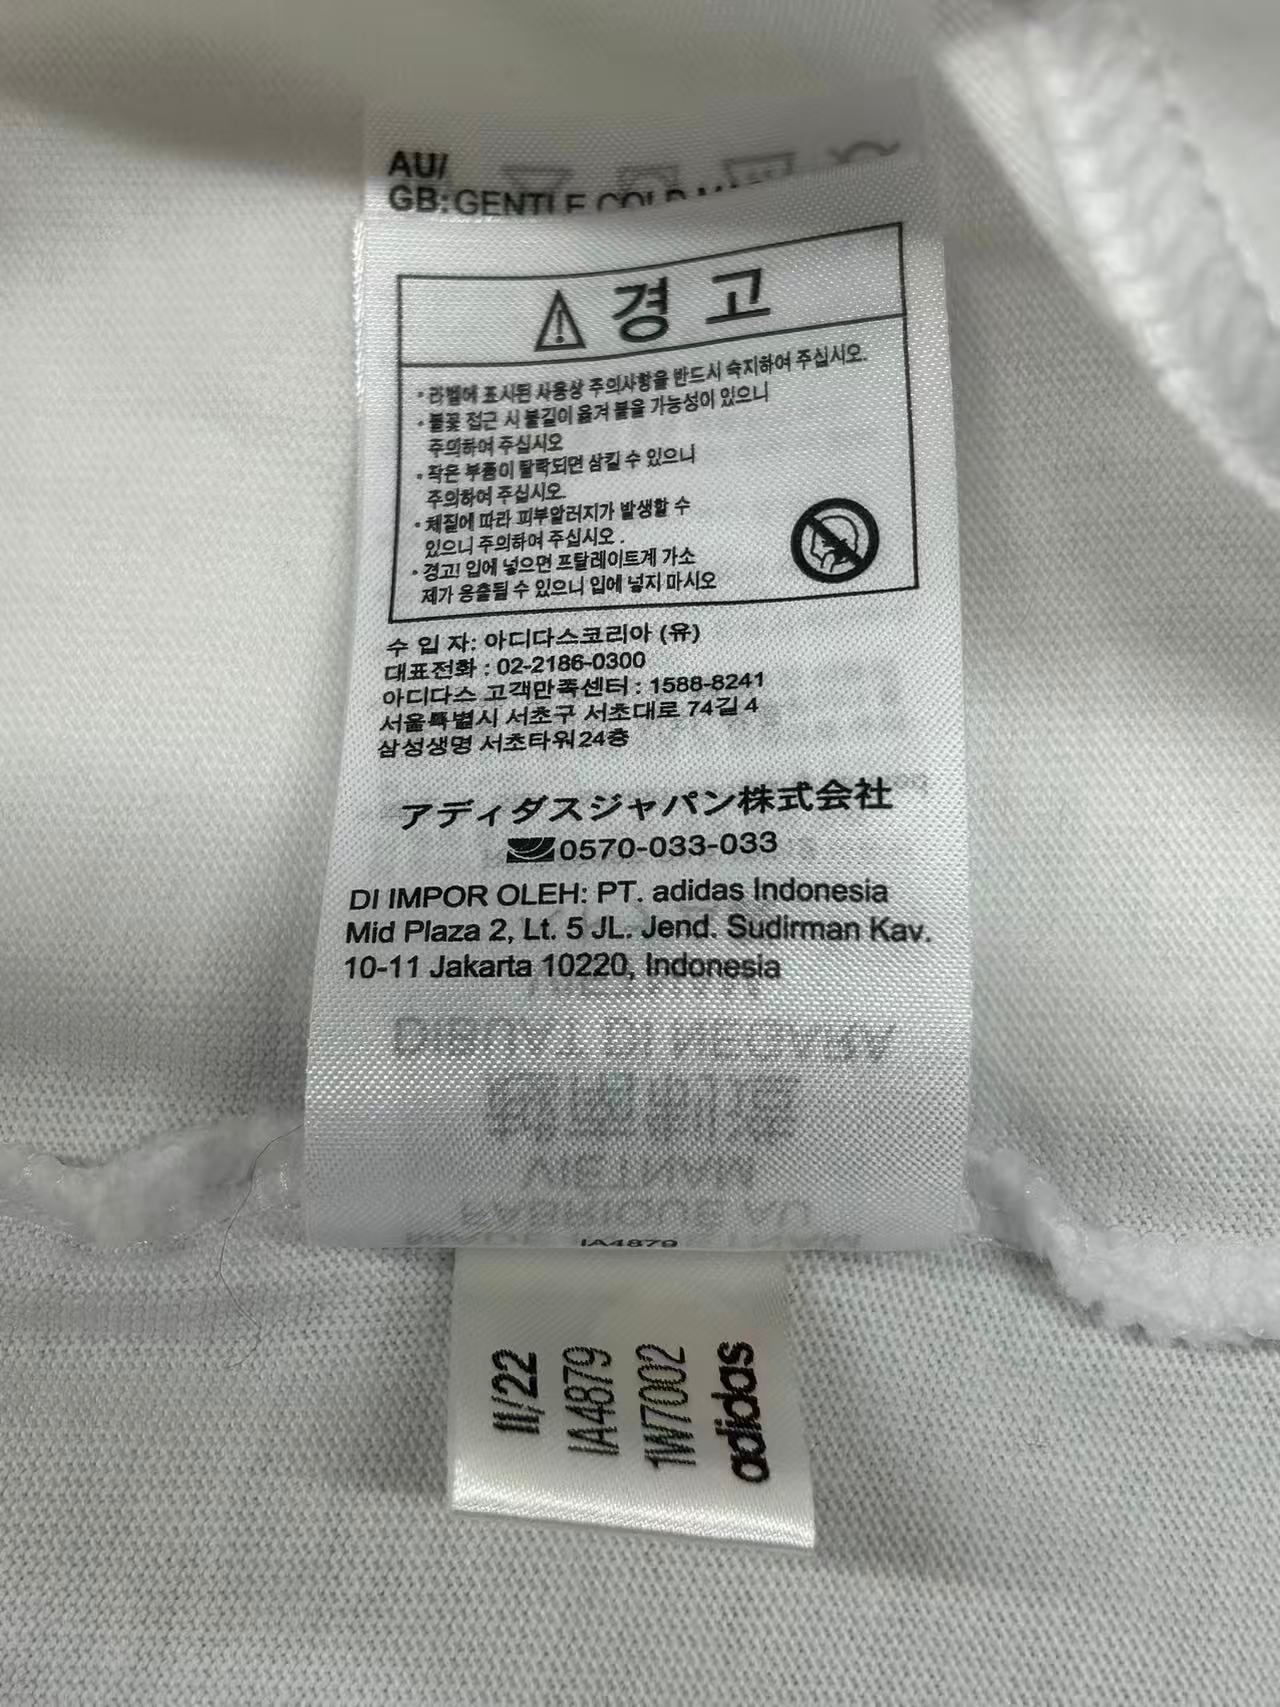 AU/
GB:GENTLE COLD
경 고
• 라벨에 표시된 사용상 주의사항을 반드시 숙지하여 주십시오.
• 불꽃 접근 시 불길이 옮겨 붙을 가능성이 있으니
주의하여 주십시오
• 작은 부품이 탈락되면 삼킬 수 있으니
주의하여 주십시오.
• 체질에 따라 피부알러지가 발생할 수
있으니 주의하여 주십시오 .
• 경고! 입에 넣으면 프탈레이트계 가소
제가 용출될 수 있으니 입에 넣지 마시오
수 입 자: 아디다스코리아 (유)
대표전화 : 02-2186-0300
아디다스 고객만족센터 : 1588-8241
서울특별시 서초구 서초대로 74길 4
삼성생명 서초타워24층
アディダスジャパン株式会社
0570-033-033
DI IMPOR OLEH: PT. adidas Indonesia
Mid Plaza 2, Lt. 5 JL. Jend. Sudirman Kav.
10-11 Jakarta 10220, Indonesia
VIETNAM
DIBUAT DI NEGARA
越南制造
VIETNAM
FABRIQUE AU
IA4879
II/22
IA4879
1W7002
adidas